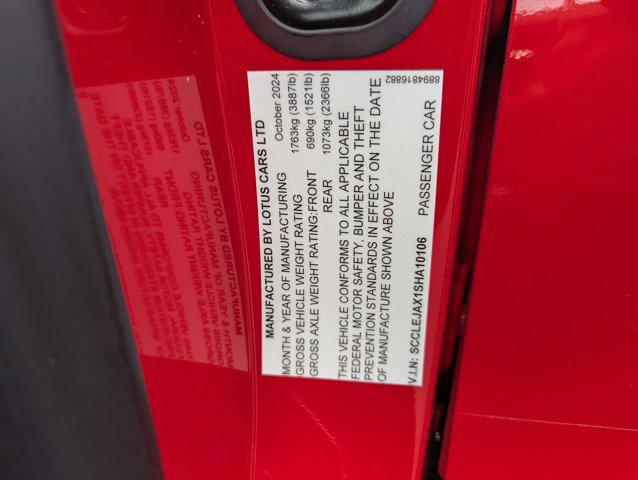 MANUFACTURED BY LOTUS CARS LTD
MONTH & YEAR OF MANUFACTURING October 2024
GROSS VEHICLE WEIGHT RATING 1763kg (3887lb)
GROSS AXLE WEIGHT RATING:FRONT 690kg (1521lb)
REAR 1073kg (2366lb)
THIS VEHICLE CONFORMS TO ALL APPLICABLE
FEDERAL MOTOR SAFETY, BUMPER AND THEFT
PREVENTION STANDARDS IN EFFECT ON THE DATE
OF MANUFACTURE SHOWN ABOVE
V.I.N: SCCLEJAX1SHA10106 PASSENGER CAR
8894816882